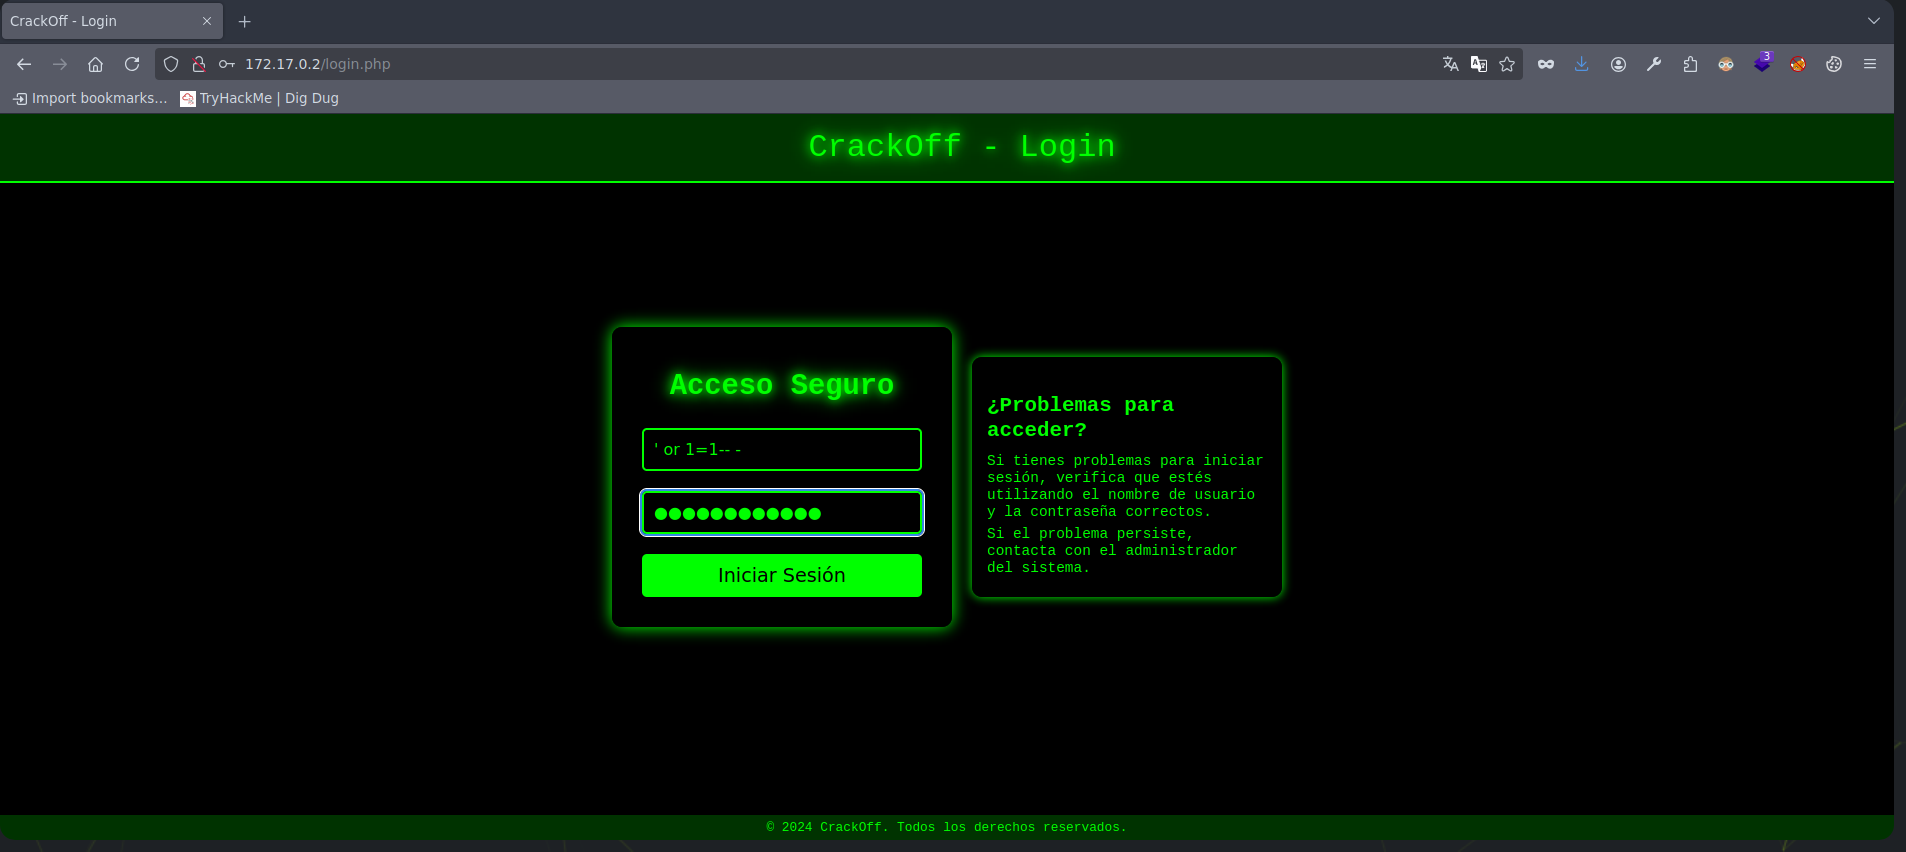 CrackOff - Login
172.17.0.2/login.php
3
Import bookmarks...
TryHackMe | Dig Dug
CrackOff - Login
Acceso Seguro
' or 1=1-- -
●●●●●●●●●●●●
Iniciar Sesión
¿Problemas para
acceder?
Si tienes problemas para iniciar
sesión, verifica que estés
utilizando el nombre de usuario
y la contraseña correctos.
Si el problema persiste,
contacta con el administrador
del sistema.
© 2024 CrackOff. Todos los derechos reservados.